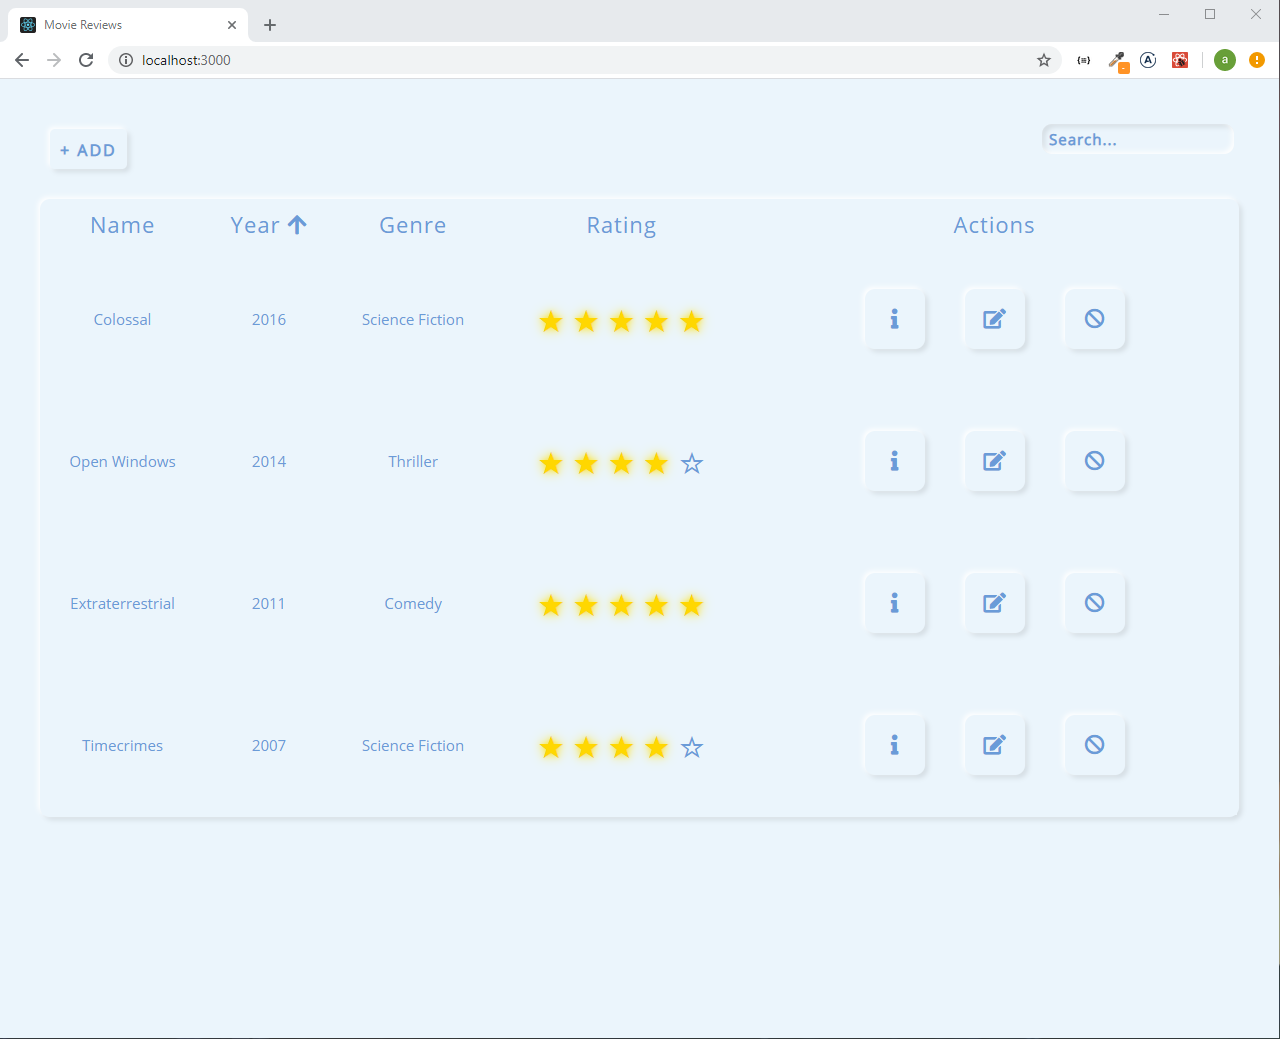 Movie Reviews
localhost:3000
+ ADD
Search...
Name Year Genre Rating Actions
Colossal 2016 Science Fiction
Open Windows 2014 Thriller
Extraterrestrial 2011 Comedy
Timecrimes 2007 Science Fiction